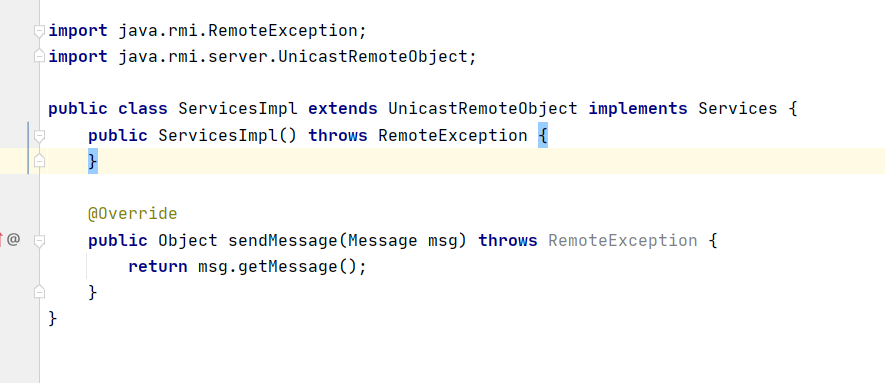 import java.rmi.RemoteException;
import java.rmi.server.UnicastRemoteObject;
public class ServicesImpl extends UnicastRemoteObject implements Services {
public ServicesImpl() throws RemoteException {
}
@Override
@ public Object sendMessage(Message msg) throws RemoteException {
return msg.getMessage();
}
}